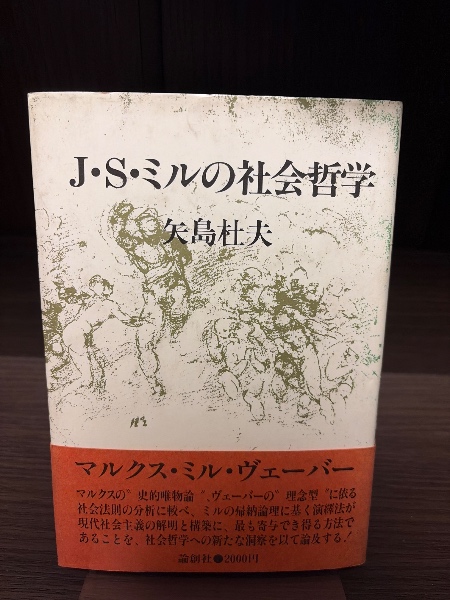 J・S・ミルの社会哲学
矢島杜夫
マルクス・ミル・ヴェーバー
マルクスの〝史的唯物論〟、ヴェーバーの〝理念型〟に依る
社会法則の分析に較べ、ミルの帰納論理に基く演繹法が
現代社会主義の解明と構築に、最も寄与でき得る方法で
あることを、社会哲学への新たな洞察を以て論及する！
論創社●2000円